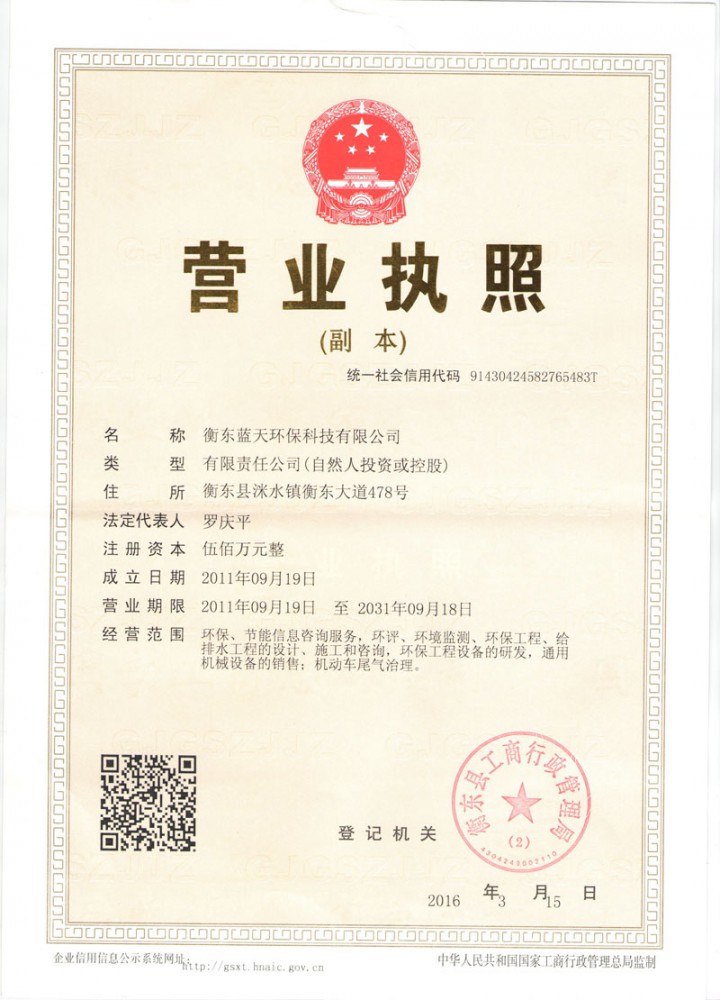 营业执照
(副 本)
统一社会信用代码 91430424582765483T
名 称 衡东蓝天环保科技有限公司
类 型 有限责任公司(自然人投资或控股)
住 所 衡东县洣水镇衡东大道478号
法定代表人 罗庆平
注册资本 伍佰万元整
成立日期 2011年09月19日
营业期限 2011年09月19日 至 2031年09月18日
经营范围 环保、节能信息咨询服务，环评、环境监测、环保工程、给
排水工程的设计、施工和咨询，环保工程设备的研发，通用
机械设备的销售；机动车尾气治理。
衡东县工商行政管理局
(2)
4304245007110
登记机关
2016 年 3 月 15 日
企业信用信息公示系统网址： http://gsxt.hnaic.gov.cn
中华人民共和国国家工商行政管理总局监制